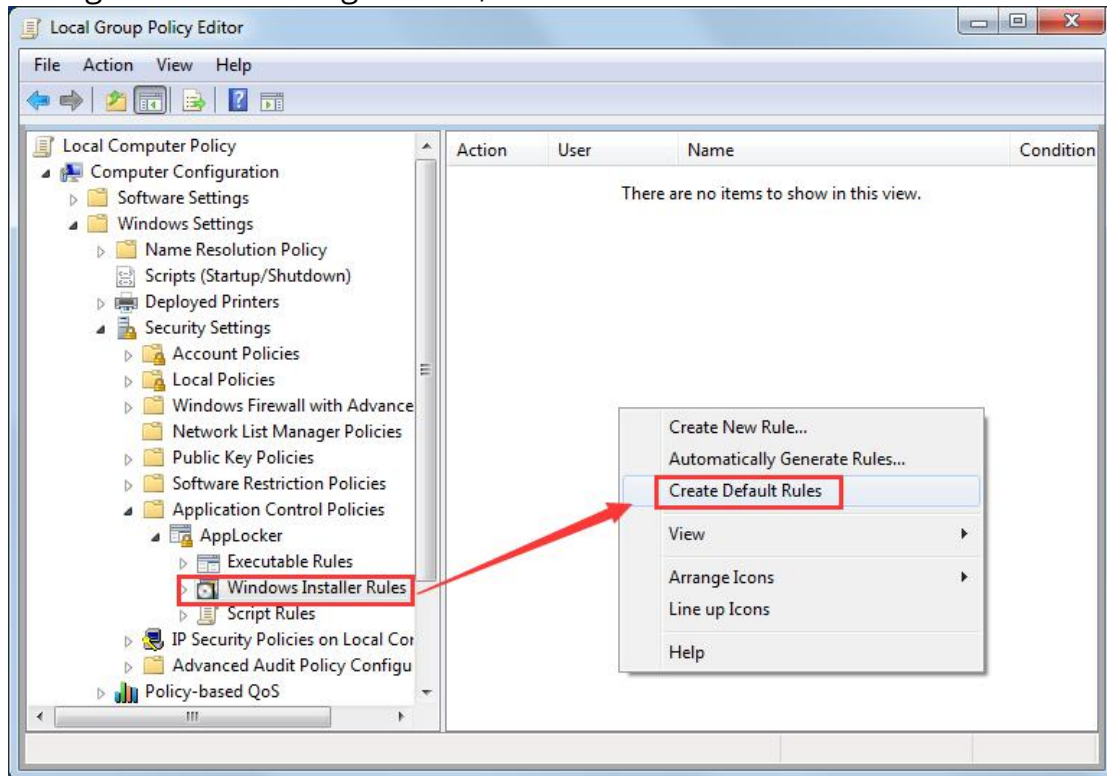 Local Group Policy Editor
File Action View Help
Local Computer Policy
Computer Configuration
Software Settings
Windows Settings
Name Resolution Policy
Scripts (Startup/Shutdown)
Deployed Printers
Security Settings
Account Policies
Local Policies
Windows Firewall with Advance
Network List Manager Policies
Public Key Policies
Software Restriction Policies
Application Control Policies
AppLocker
Executable Rules
Windows Installer Rules
Script Rules
IP Security Policies on Local Cor
Advanced Audit Policy Configu
Policy-based QoS
Action User Name Condition
There are no items to show in this view.
Create New Rule...
Automatically Generate Rules...
Create Default Rules
View
Arrange Icons
Line up Icons
Help